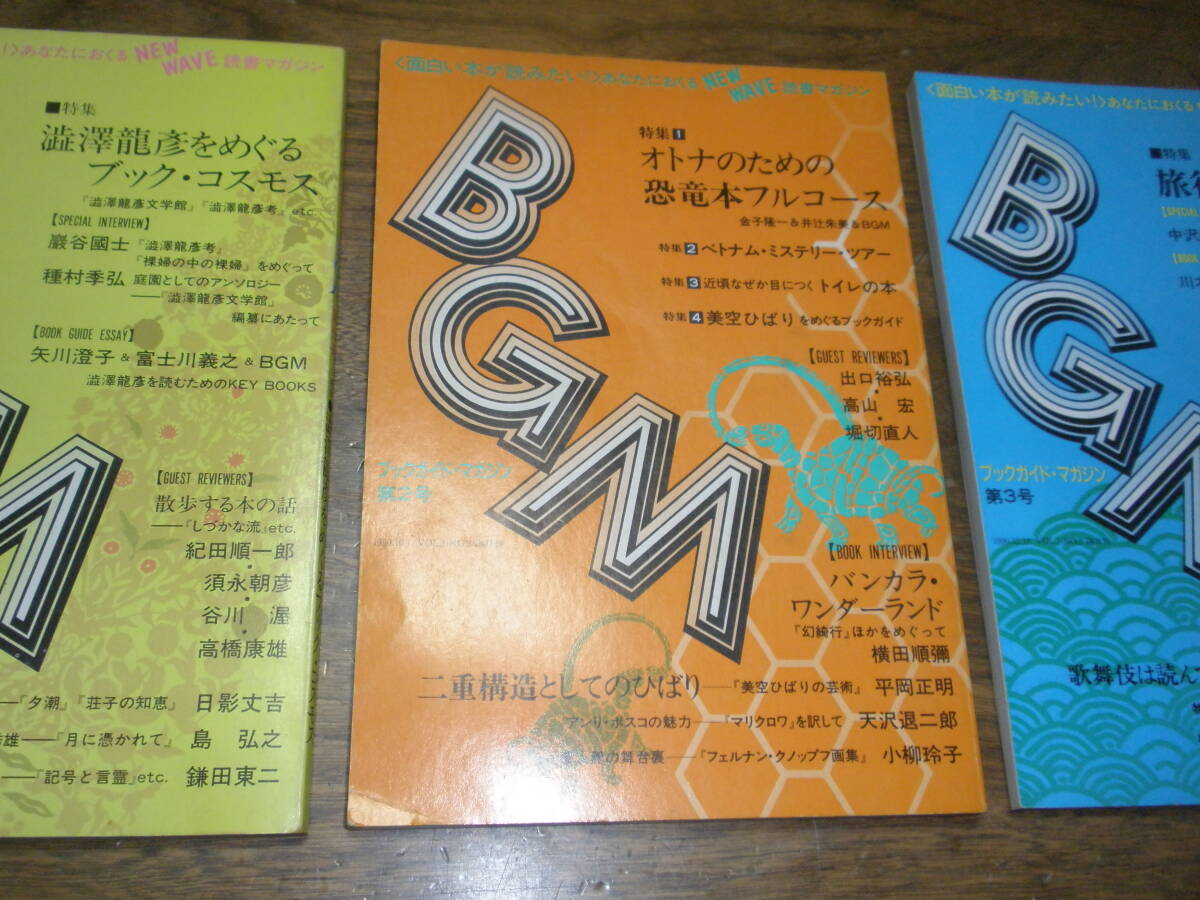 !〉あなたにおくる NEW WAVE 読書マガジン
■特集
澁澤龍彥をめぐる
ブック・コスモス
『澁澤龍彥文学館』『澁澤龍彥考』etc.
【SPECIAL INTERVIEW】
巖谷國士『澁澤龍彥考』
『裸婦の中の裸婦』をめぐって
種村季弘 庭園としてのアンソロジー
──『澁澤龍彥文学館』
編纂にあたって
【BOOK GUIDE ESSAY】
矢川澄子&富士川義之&BGM
澁澤龍彥を読むためのKEY BOOKS
【GUEST REVIEWERS】
散歩する本の話
──『しづかな流』etc.
紀田順一郎
・
須永朝彦
・
谷川 渥
・
高橋康雄
『夕潮』『荘子の知恵』 日影丈吉
雄──『月に憑かれて』 島 弘之
──『記号と言霊』etc. 鎌田東二
M
〈面白い本が読みたい!〉あなたにおくる NEW WAVE 読書マガジン
BGM
特集1
オトナのための
恐竜本フルコース
金子隆一&井辻朱美&BGM
特集2 ベトナム・ミステリー・ツアー
特集3 近頃なぜか目につくトイレの本
特集4 美空ひばりをめぐるブックガイド
【GUEST REVIEWERS】
出口裕弘
・
高山 宏
・
堀切直人
ブックガイド・マガジン
第2号
【BOOK INTERVIEW】
バンカラ・
ワンダーランド
『幻綺行』ほかをめぐって
横田順彌
二重構造としてのひばり──『美空ひばりの芸術』 平岡正明
アンリ・ボスコの魅力──『マリクロワ』を訳して 天沢退二郎
の舞台裏──『フェルナン・クノップフ画集』 小柳玲子
〈面白い本が読みたい!〉あなたにおくる
BGM
■特集
旅
中沢
川
ブックガイド・マガジン
第3号
歌舞伎は読ん